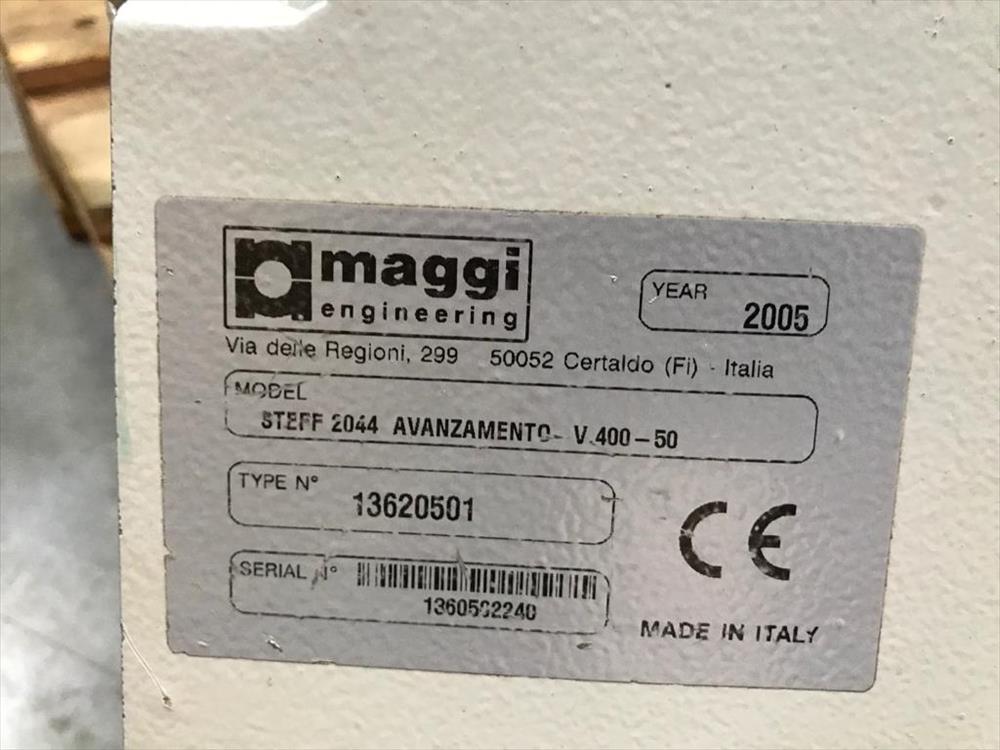 maggi
engineering
YEAR 2005
Via delle Regioni, 299 50052 Certaldo (Fi) - Italia
MODEL
STEFF 2044 AVANZAMENTO- V.400-50
TYPE N° 13620501
CE
SERIAL N°
MADE IN ITALY